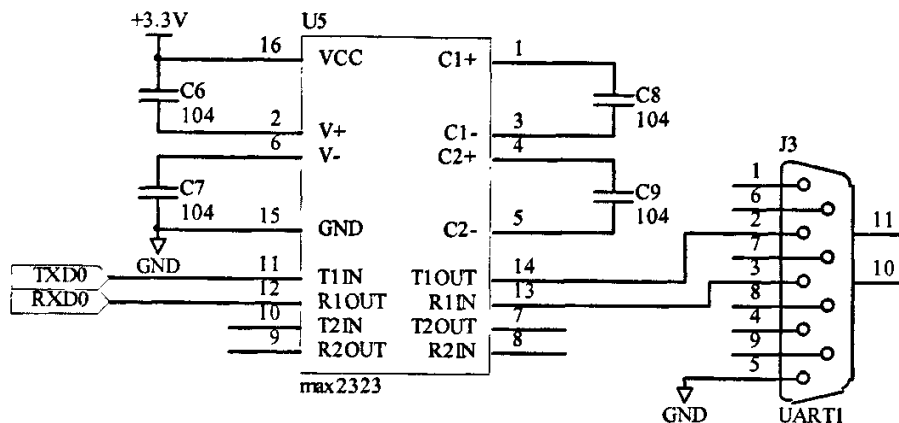 +3.3V
U5
16
VCC
C1+
1
C6
104
C8
104
2
V+
C1-
3
6
V-
C2+
4
J3
C7
104
C9
104
1
6
2
7
3
8
4
9
5
11
10
15
GND
C2-
5
GND
TXD0
11
T1IN
T1OUT
14
RXD0
12
R1OUT
R1IN
13
10
T2IN
T2OUT
7
9
R2OUT
R2IN
8
max2323
GND
UART1